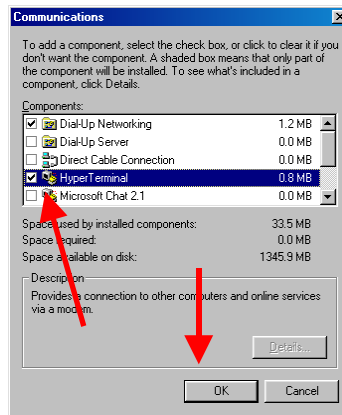 Communications
To add a component, select the check box, or click to clear it if you
don't want the component. A shaded box means that only part of
the component will be installed. To see what's included in a
component, click Details.
Components:
Dial-Up Networking 1.2 MB
Dial-Up Server 0.0 MB
Direct Cable Connection 0.0 MB
HyperTerminal 0.8 MB
Microsoft Chat 2.1 0.0 MB
Space used by installed components: 33.5 MB
Space required: 0.0 MB
Space available on disk: 1345.9 MB
Description
Provides a connection to other computers and online services
via a modem.
Details...
OK Cancel